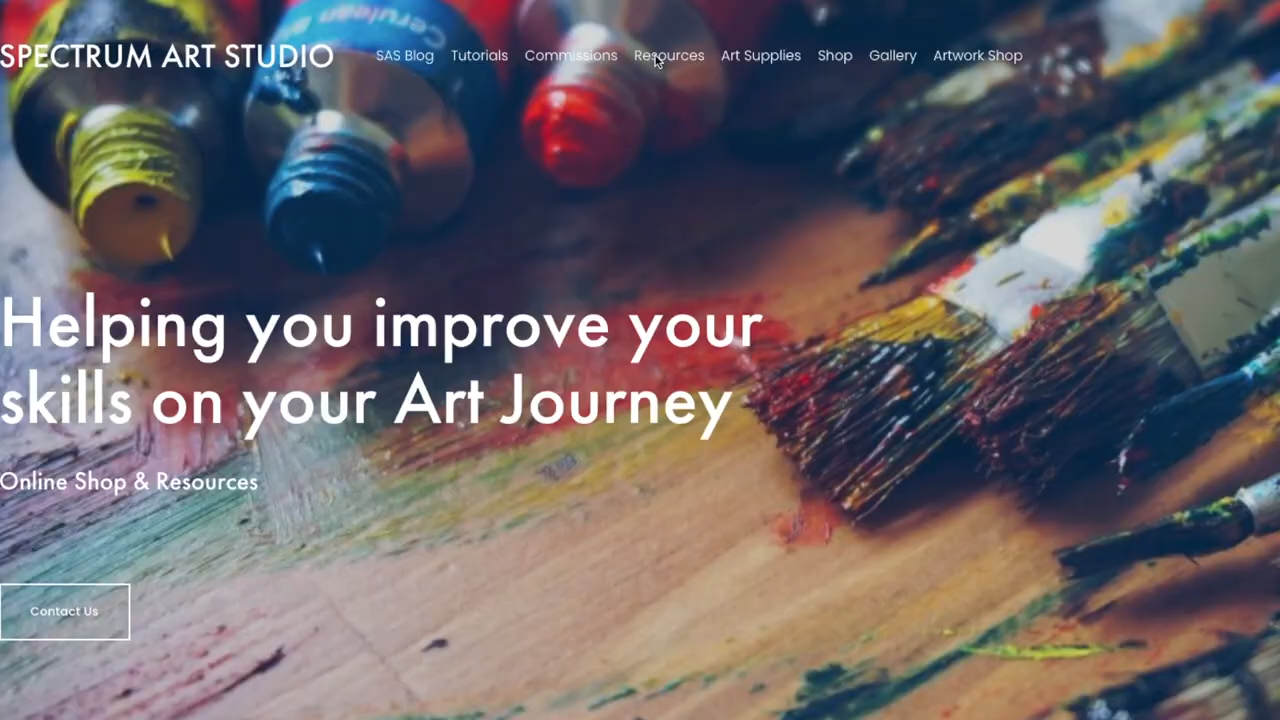 Cerulean
SPECTRUM ART STUDIO
SAS Blog Tutorials Commissions Resources Art Supplies Shop Gallery Artwork Shop
Helping you improve your
skills on your Art Journey
Online Shop & Resources
Contact Us